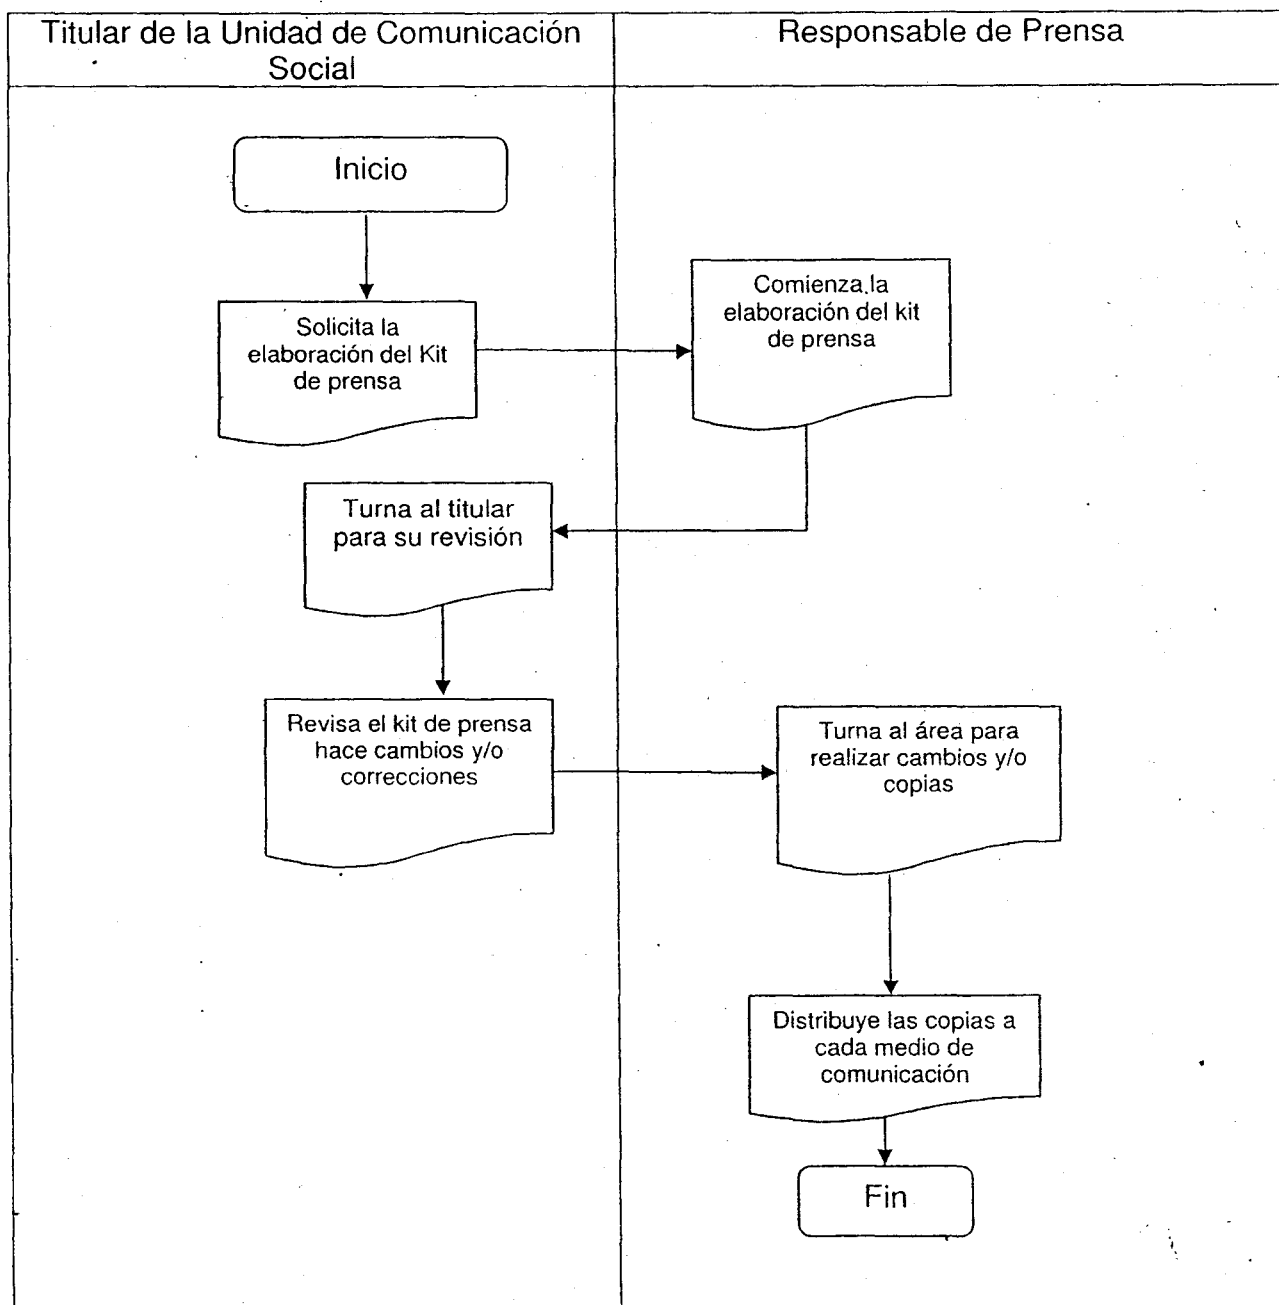 Titular de la Unidad de Comunicación
Social
Responsable de Prensa
Inicio
Solicita la
elaboración del Kit
de prensa
Comienza la
elaboración del kit
de prensa
Turna al titular
para su revisión
Revisa el kit de prensa
hace cambios y/o
correcciones
Turna al área para
realizar cambios y/o
copias
Distribuye las copias a
cada medio de
comunicación
Fin